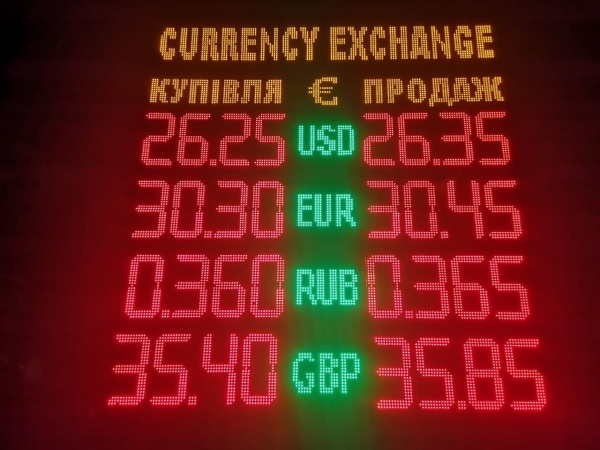 CURRENCY EXCHANGE
КУПІВЛЯ € ПРОДАЖ
26.25 USD 26.35
30.30 EUR 30.45
0.360 RUB 0.365
35.40 GBP 35.85